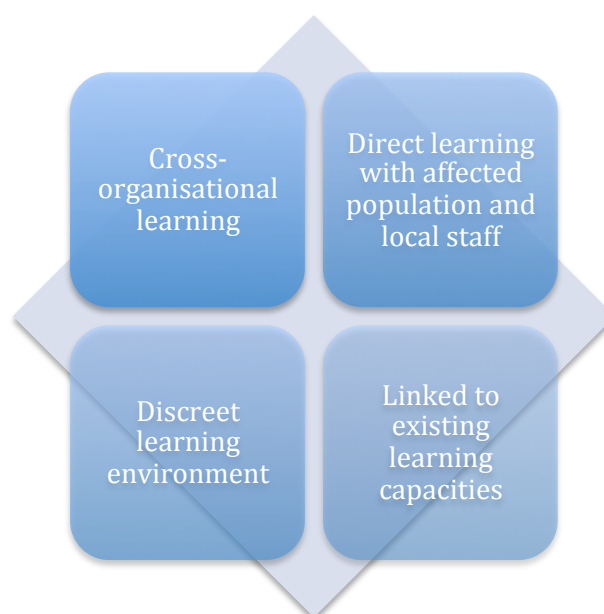 Cross-
organisational
learning
Direct learning
with affected
population and
local staff
Discreet
learning
environment
Linked to
existing
learning
capacities